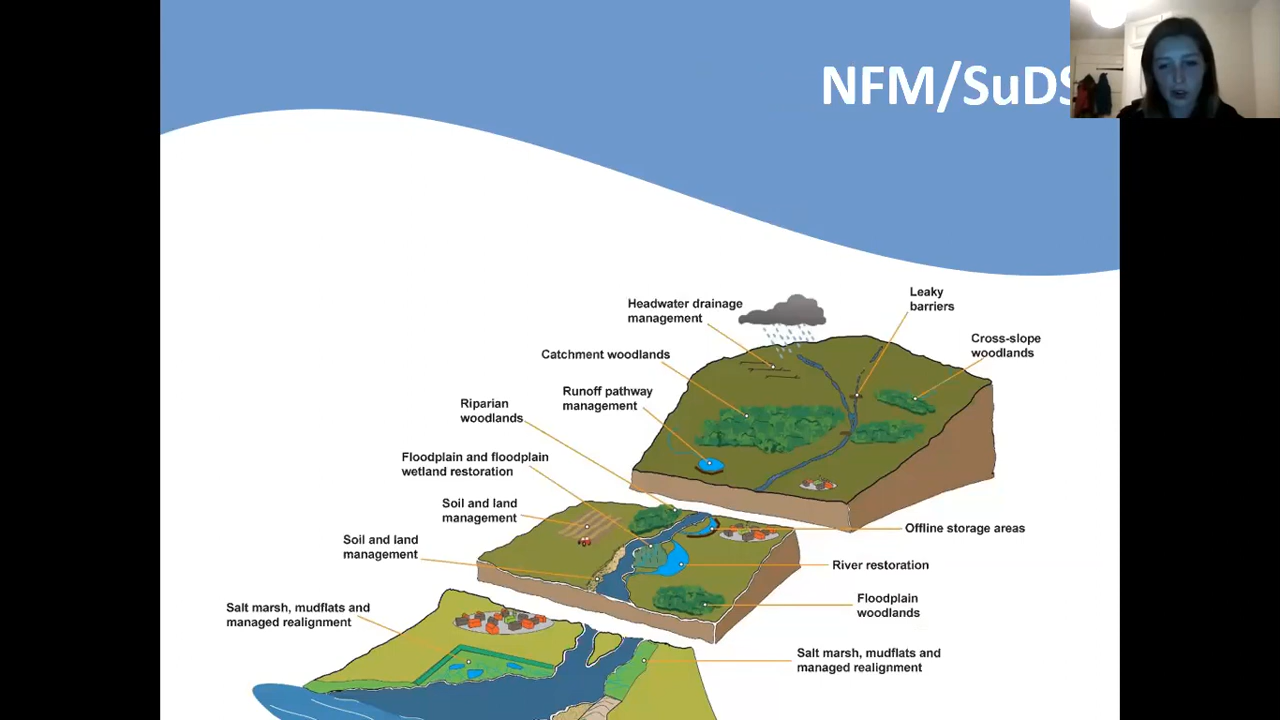 NFM/SuDS
Leaky
barriers
Headwater drainage
management
Cross-slope
woodlands
Catchment woodlands
Runoff pathway
management
Riparian
woodlands
Floodplain and floodplain
wetland restoration
Soil and land
management
Offline storage areas
Soil and land
management
River restoration
Floodplain
woodlands
Salt marsh, mudflats and
managed realignment
Salt marsh, mudflats and
managed realignment